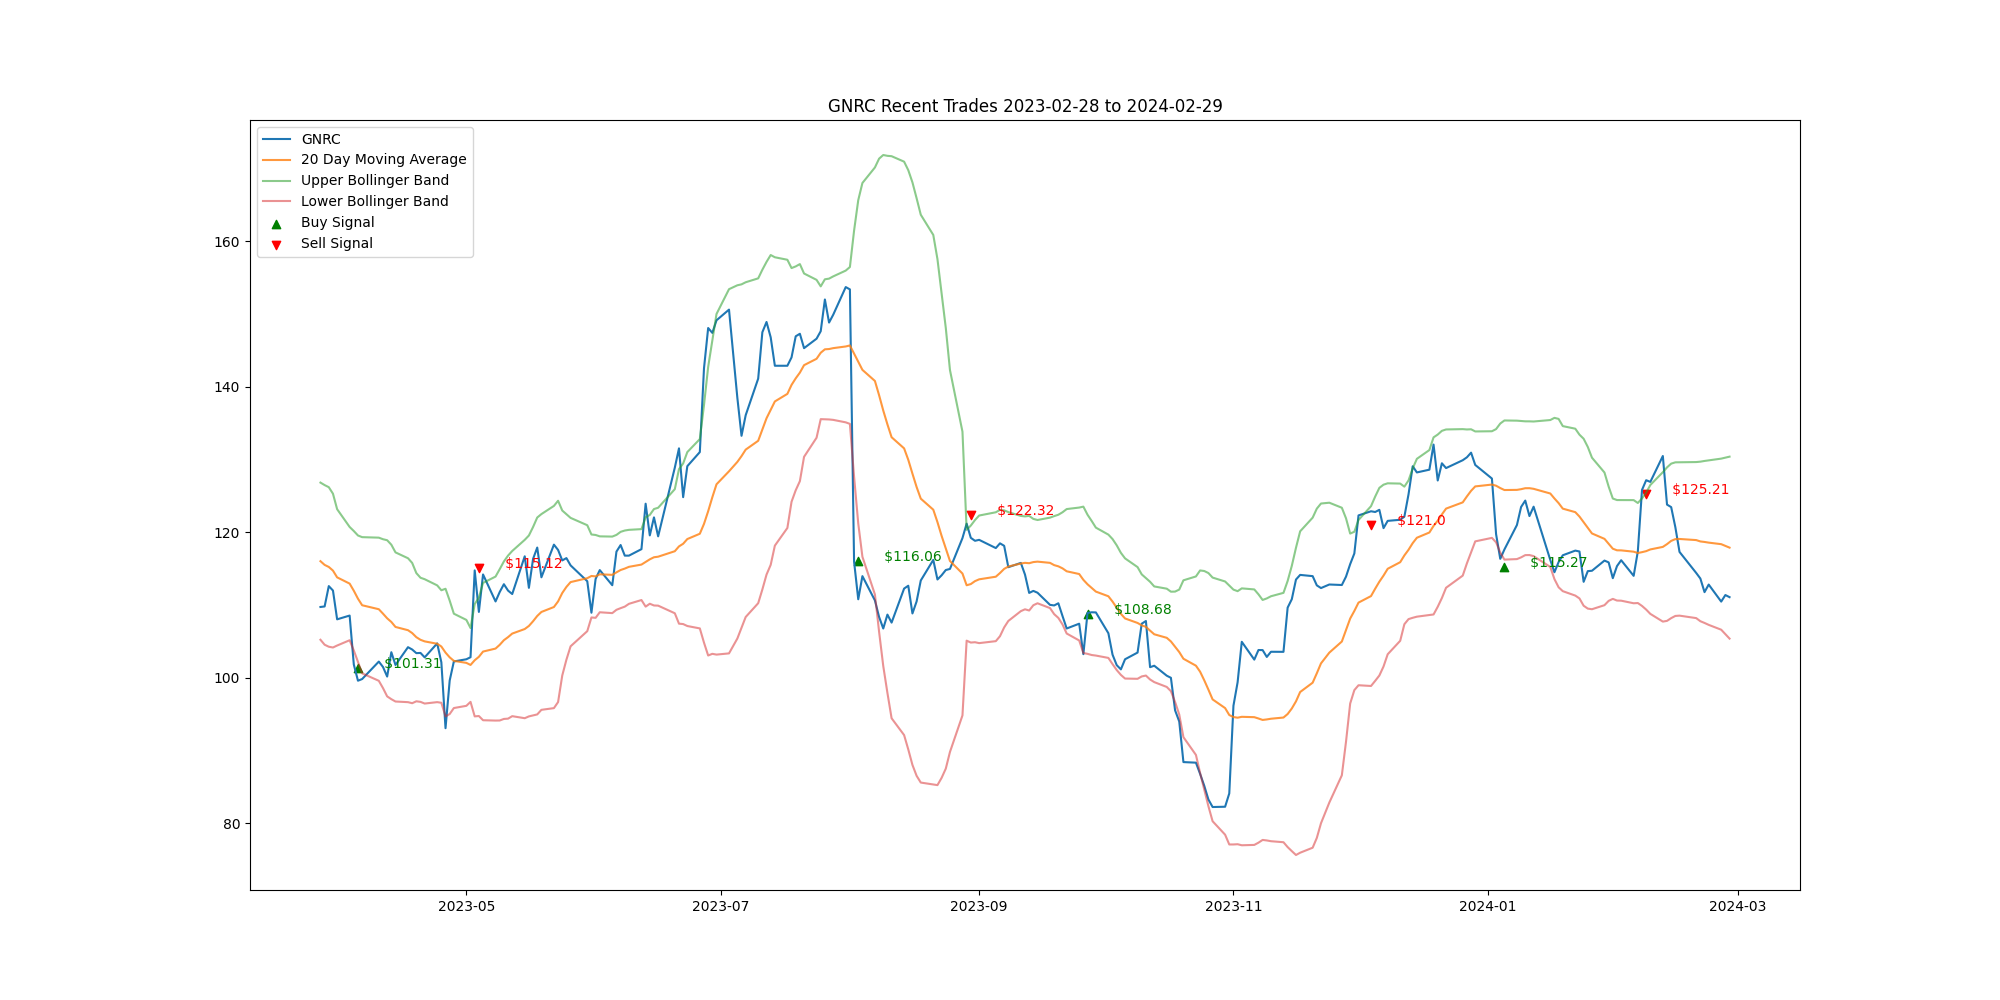 GNRC Recent Trades 2023-02-28 to 2024-02-29
GNRC
20 Day Moving Average
Upper Bollinger Band
Lower Bollinger Band
Buy Signal
Sell Signal
160
140
120
100
80
$101.31
$115.12
$116.06
$122.32
$108.68
$121.0
$115.27
$125.21
2023-05
2023-07
2023-09
2023-11
2024-01
2024-03